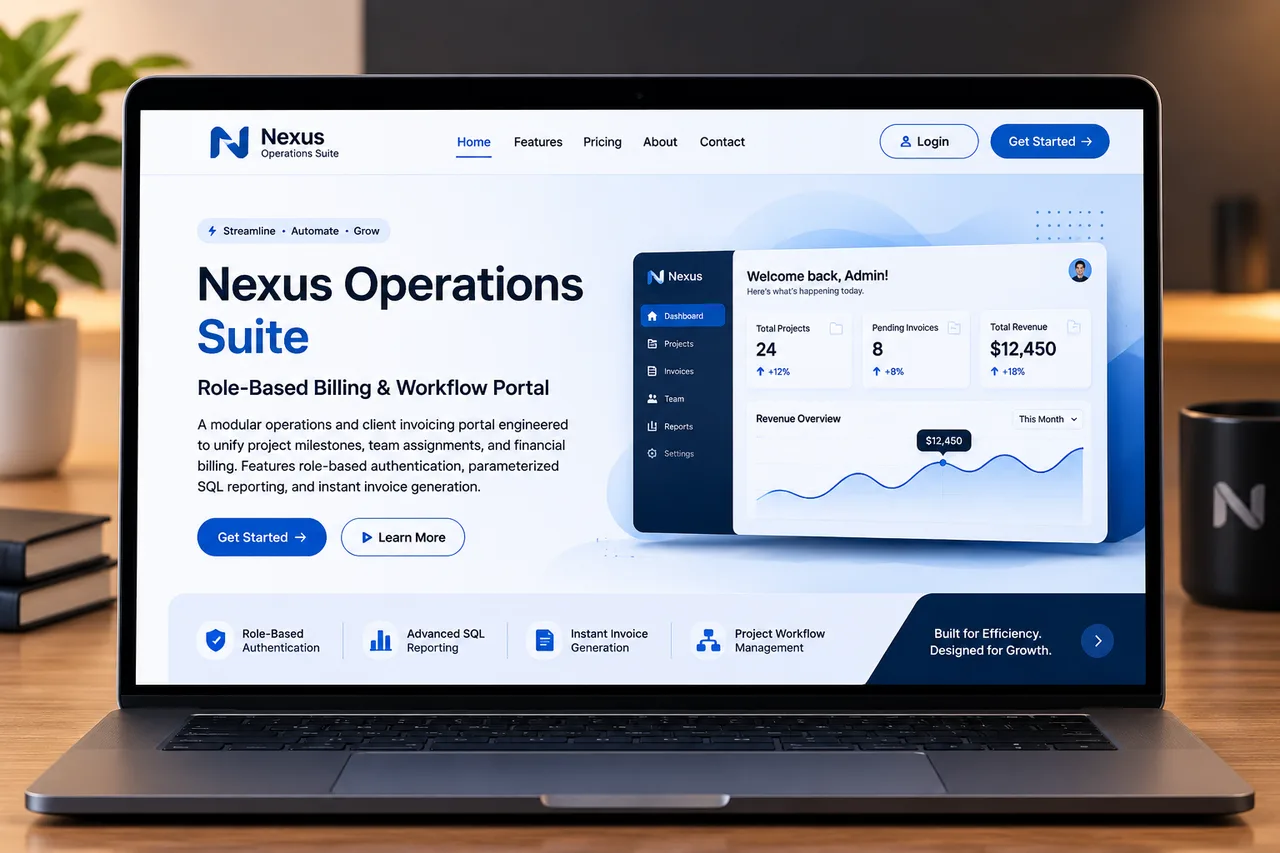 Nexus
Operations Suite
Home
Features
Pricing
About
Contact
Login
Get Started →
Streamline • Automate • Grow
Nexus Operations
Suite
Role-Based Billing & Workflow Portal
A modular operations and client invoicing portal engineered
to unify project milestones, team assignments, and financial
billing. Features role-based authentication, parameterized
SQL reporting, and instant invoice generation.
Get Started →
Learn More
Nexus
Dashboard
Projects
Invoices
Team
Reports
Settings
Welcome back, Admin!
Here's what's happening today.
Total Projects
24
+12%
Pending Invoices
8
+8%
Total Revenue
$12,450
+18%
Revenue Overview
This Month
$12,450
Role-Based
Authentication
Advanced SQL
Reporting
Instant Invoice
Generation
Project Workflow
Management
Built for Efficiency.
Designed for Growth.
N